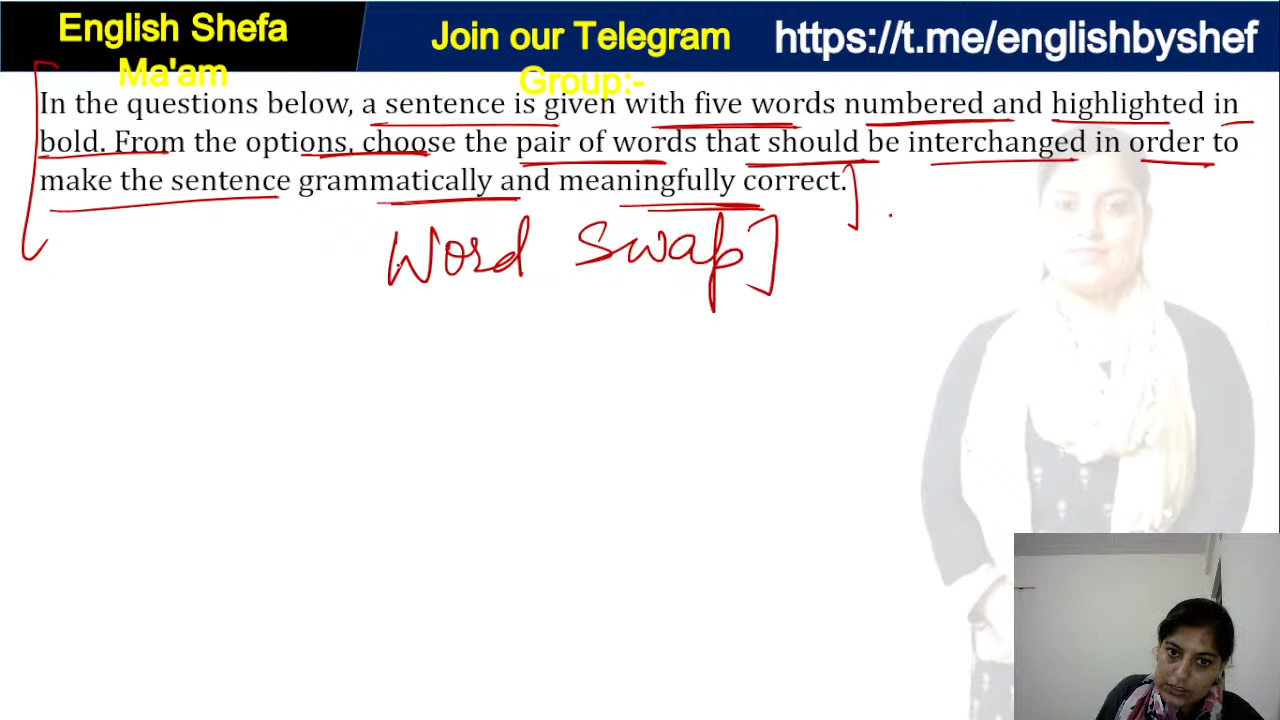 English Shefa
Ma'am
Join our Telegram
Group:-
https://t.me/englishbyshef
In the questions below, a sentence is given with five words numbered and highlighted in
bold. From the options, choose the pair of words that should be interchanged in order to
make the sentence grammatically and meaningfully correct.
Word Swap